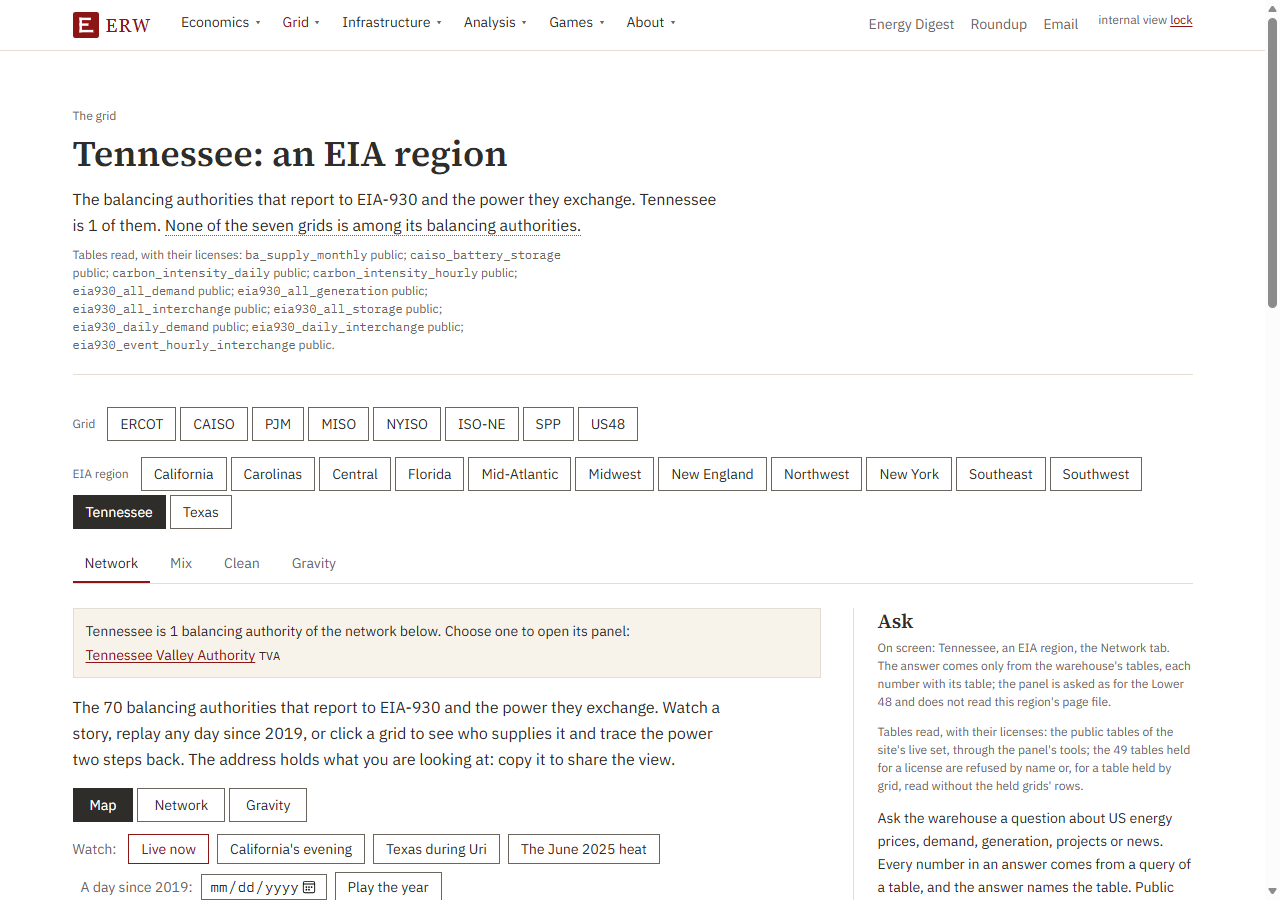 E ERW Economics Grid Infrastructure Analysis Games About Energy Digest Roundup Email internal view lock
The grid
Tennessee: an EIA region
The balancing authorities that report to EIA-930 and the power they exchange. Tennessee
is 1 of them. None of the seven grids is among its balancing authorities.
Tables read, with their licenses: ba_supply_monthly public; caiso_battery_storage
public; carbon_intensity_daily public; carbon_intensity_hourly public;
eia930_all_demand public; eia930_all_generation public;
eia930_all_interchange public; eia930_all_storage public;
eia930_daily_demand public; eia930_daily_interchange public;
eia930_event_hourly_interchange public.
Grid ERCOT CAISO PJM MISO NYISO ISO-NE SPP US48
EIA region California Carolinas Central Florida Mid-Atlantic Midwest New England Northwest New York Southeast Southwest
Tennessee Texas
Network Mix Clean Gravity
Tennessee is 1 balancing authority of the network below. Choose one to open its panel:
Tennessee Valley Authority TVA
The 70 balancing authorities that report to EIA-930 and the power they exchange. Watch a
story, replay any day since 2019, or click a grid to see who supplies it and trace the power
two steps back. The address holds what you are looking at: copy it to share the view.
Map Network Gravity
Watch: Live now California's evening Texas during Uri The June 2025 heat
A day since 2019: mm/dd/yyyy Play the year
Ask
On screen: Tennessee, an EIA region, the Network tab.
The answer comes only from the warehouse's tables, each
number with its table; the panel is asked as for the Lower
48 and does not read this region's page file.
Tables read, with their licenses: the public tables of the
site's live set, through the panel's tools; the 49 tables held
for a license are refused by name or, for a table held by
grid, read without the held grids' rows.
Ask the warehouse a question about US energy
prices, demand, generation, projects or news.
Every number in an answer comes from a query of
a table, and the answer names the table. Public